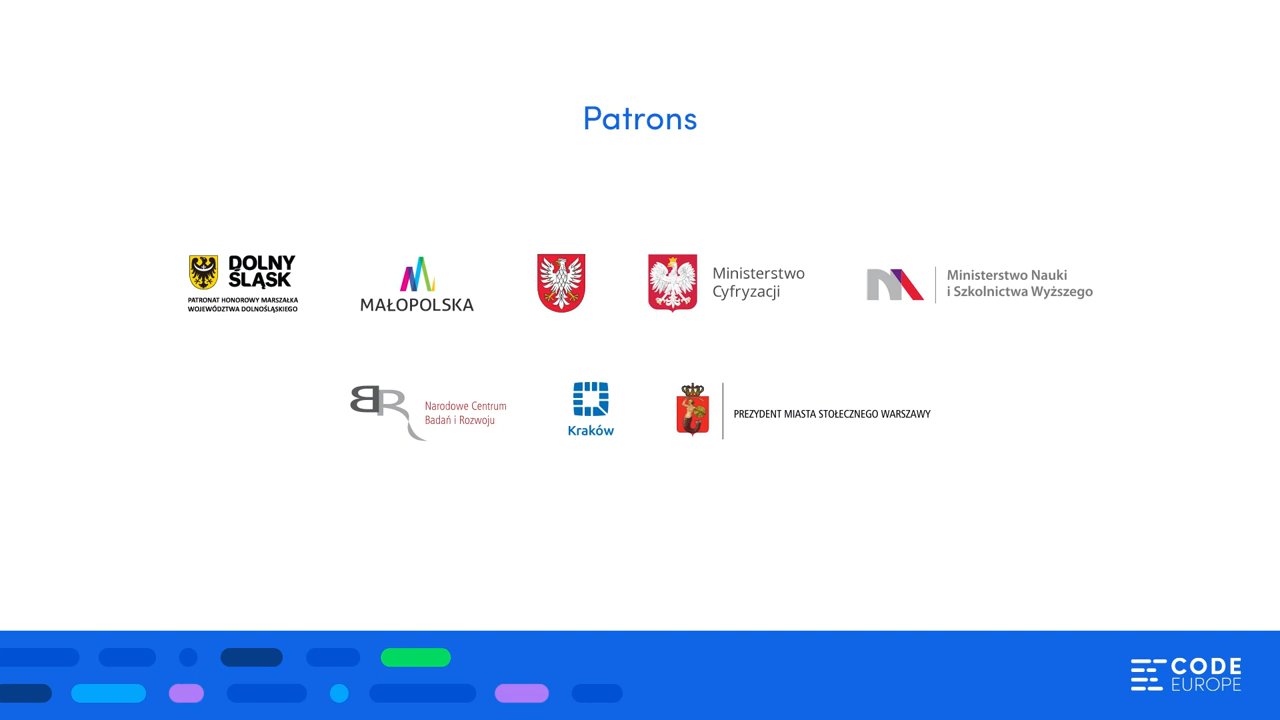 Patrons
DOLNY
ŚLĄSK
PATRONAT HONOROWY MARSZAŁKA
WOJEWÓDZTWA DOLNOŚLĄSKIEGO
MAŁOPOLSKA
Ministerstwo
Cyfryzacji
Ministerstwo Nauki
i Szkolnictwa Wyższego
BR
Narodowe Centrum
Badań i Rozwoju
Kraków
PREZYDENT MIASTA STOŁECZNEGO WARSZAWY
CODE
EUROPE